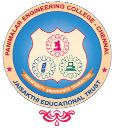 PANIMALAR ENGINEERING COLLEGE, CHENNAI
JAISAKTHI EDUCATIONAL TRUST